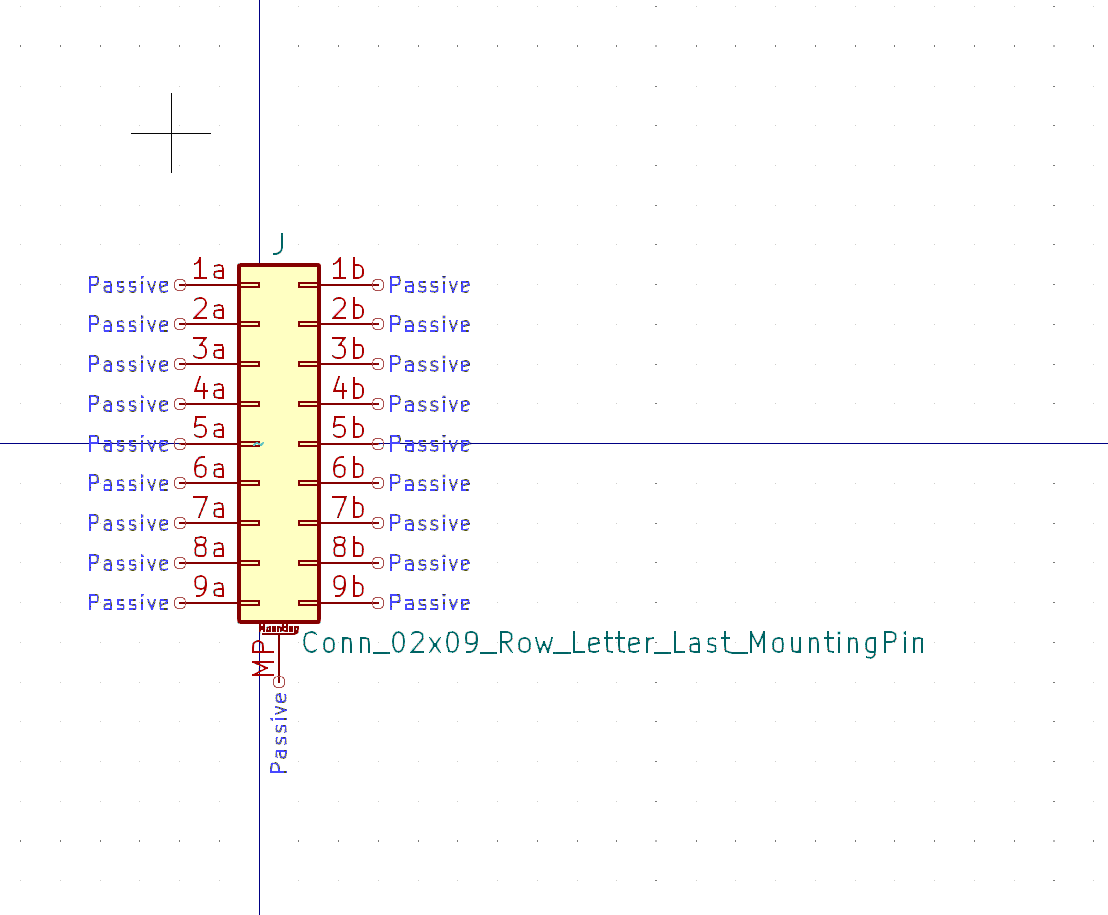 J
1a 1b
Passive Passive
2a 2b
Passive Passive
3a 3b
Passive Passive
4a 4b
Passive Passive
5a 5b
Passive Passive
6a 6b
Passive Passive
7a 7b
Passive Passive
8a 8b
Passive Passive
9a 9b
Passive Passive
Mounting
MP
Conn_02x09_Row_Letter_Last_MountingPin
Passive